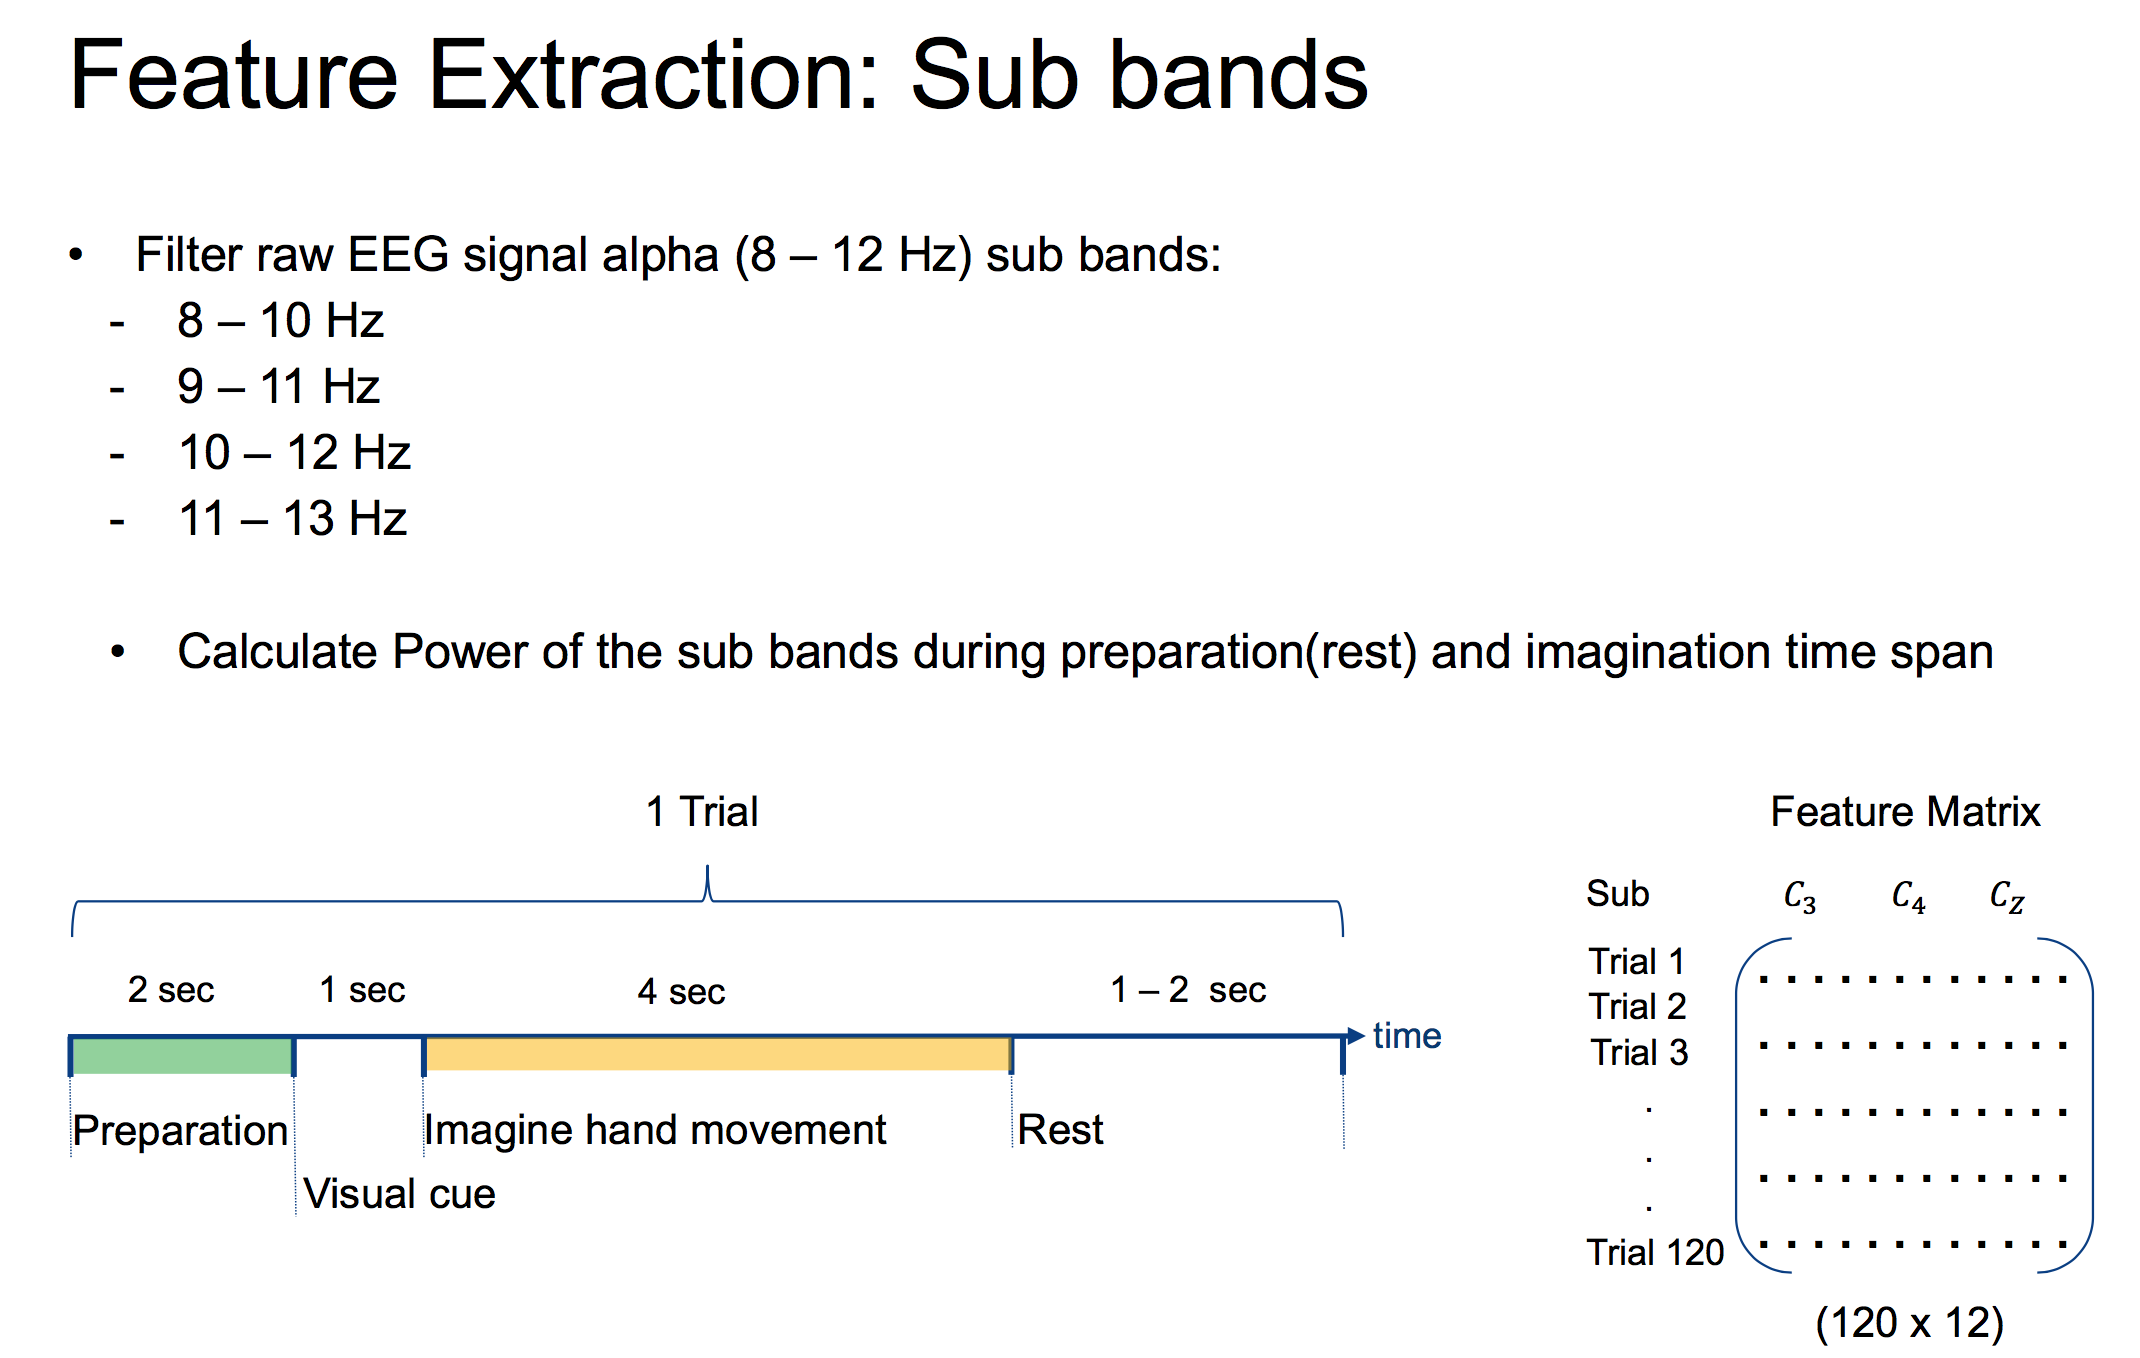 Feature Extraction: Sub bands
• Filter raw EEG signal alpha (8 – 12 Hz) sub bands:
- 8 – 10 Hz
- 9 – 11 Hz
- 10 – 12 Hz
- 11 – 13 Hz
• Calculate Power of the sub bands during preparation(rest) and imagination time span
1 Trial
2 sec 1 sec 4 sec 1 – 2 sec
time
Preparation Imagine hand movement Rest
Visual cue
Feature Matrix
Sub C₃ C₄ C_Z
Trial 1 . . . . . . . . . . . .
Trial 2
Trial 3 . . . . . . . . . . . .
. . . . . . . . . . . . .
. . . . . . . . . . . . .
.
Trial 120 . . . . . . . . . . . .
(120 x 12)